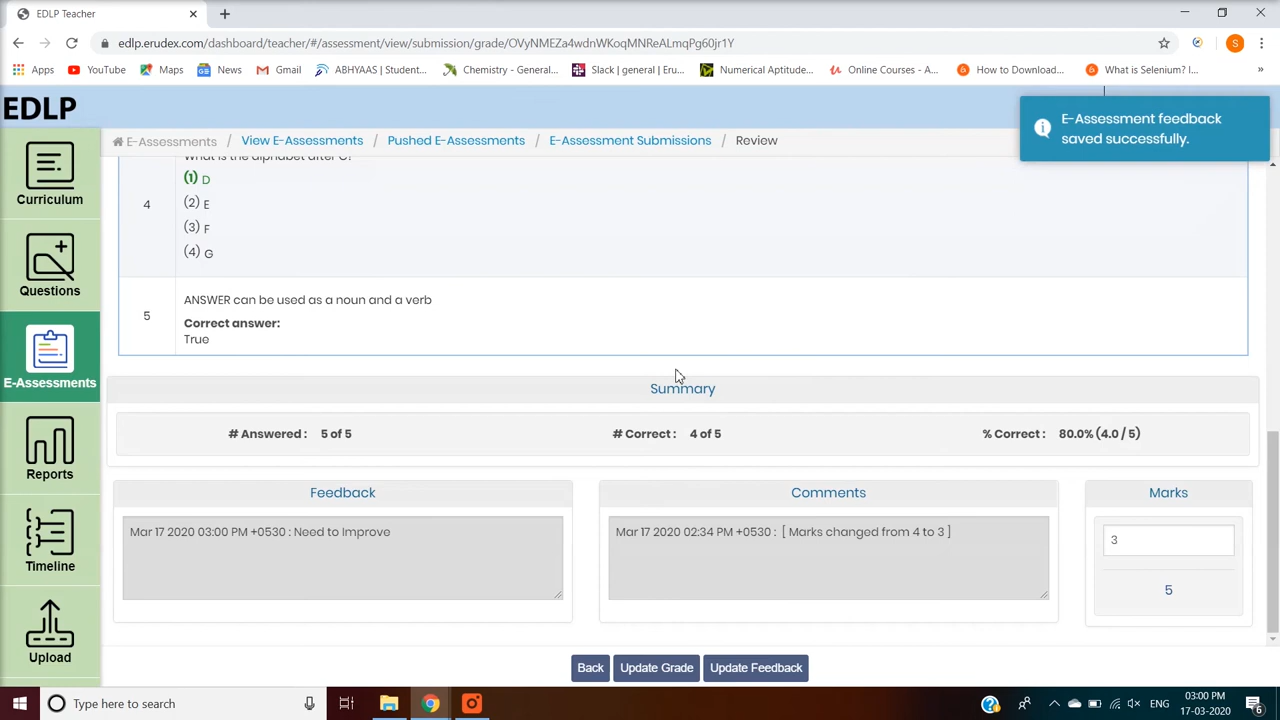 EDLP Teacher
edlp.erudex.com/dashboard/teacher/#/assessment/view/submission/grade/OVyNMEZa4wdnWKoqMNReALmqPg60jr1Y
S
Apps YouTube Maps News Gmail ABHYAAS | Student... Chemistry - General... Slack | general | Eru... Numerical Aptitude... Online Courses - A... How to Download... What is Selenium? I...
EDLP
E-Assessment feedback
saved successfully.
E-Assessments / View E-Assessments / Pushed E-Assessments / E-Assessment Submissions / Review
Curriculum
Questions
E-Assessments
Reports
Timeline
Upload
What is the alphabet after C?
4
(1) D
(2) E
(3) F
(4) G
5
ANSWER can be used as a noun and a verb
Correct answer:
True
Summary
# Answered : 5 of 5 # Correct : 4 of 5 % Correct : 80.0% (4.0 / 5)
Feedback
Mar 17 2020 03:00 PM +0530 : Need to Improve
Comments
Mar 17 2020 02:34 PM +0530 : [ Marks changed from 4 to 3 ]
Marks
3
5
Back Update Grade Update Feedback
Type here to search
ENG
03:00 PM
17-03-2020
6